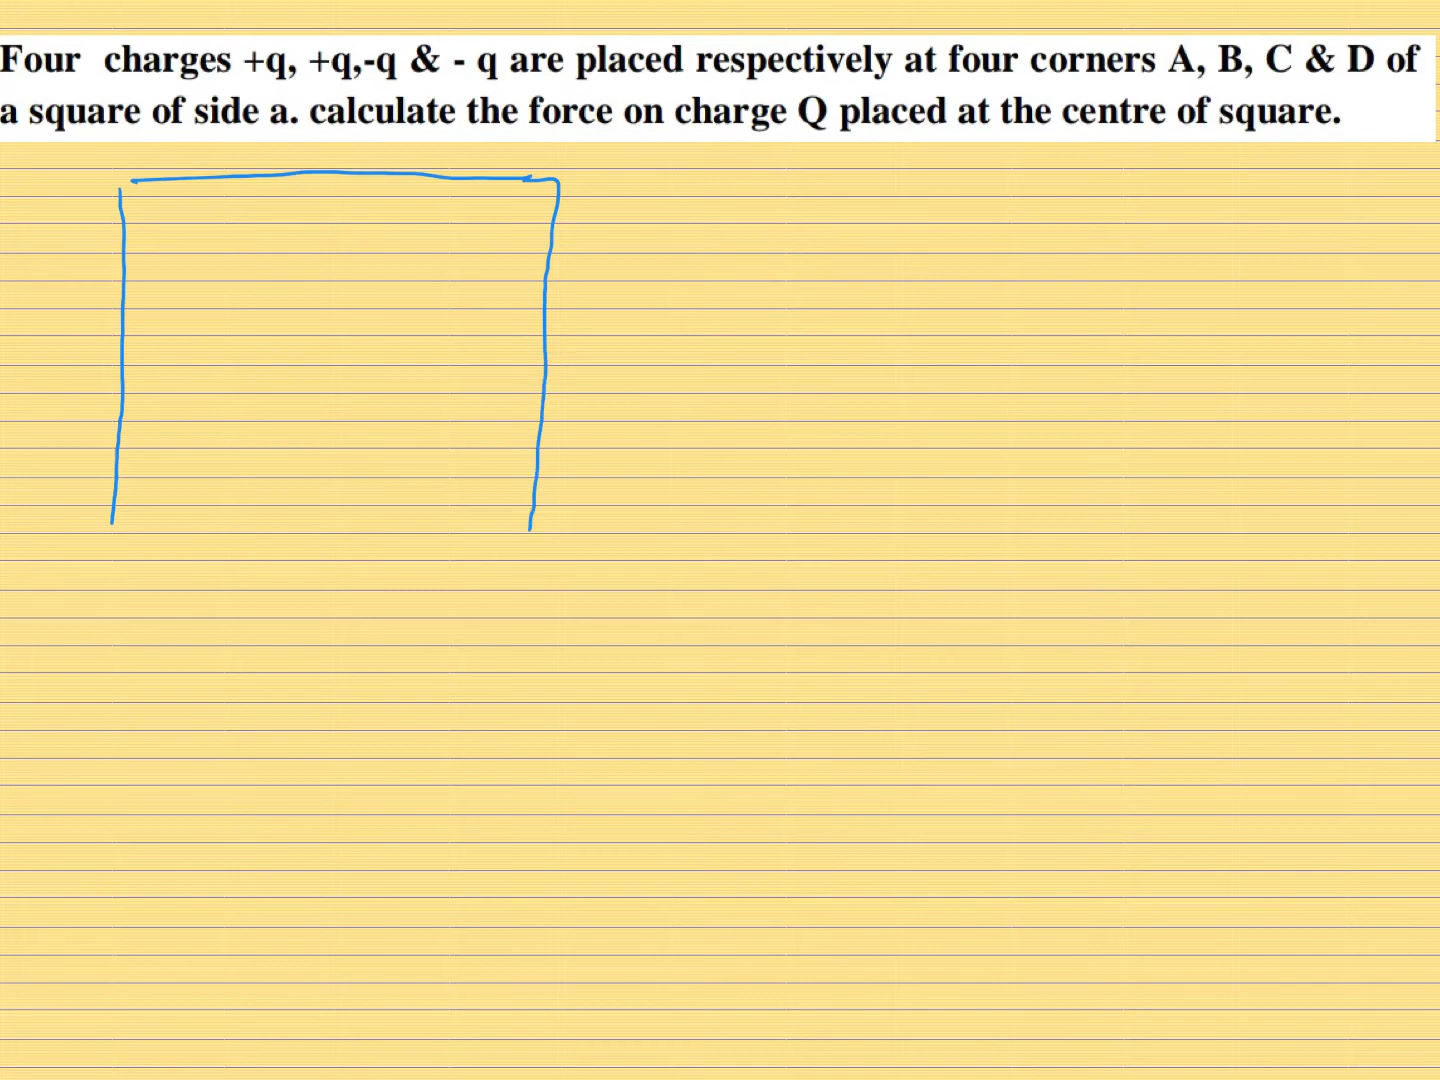 Four charges +q, +q,-q & - q are placed respectively at four corners A, B, C & D of
a square of side a. calculate the force on charge Q placed at the centre of square.